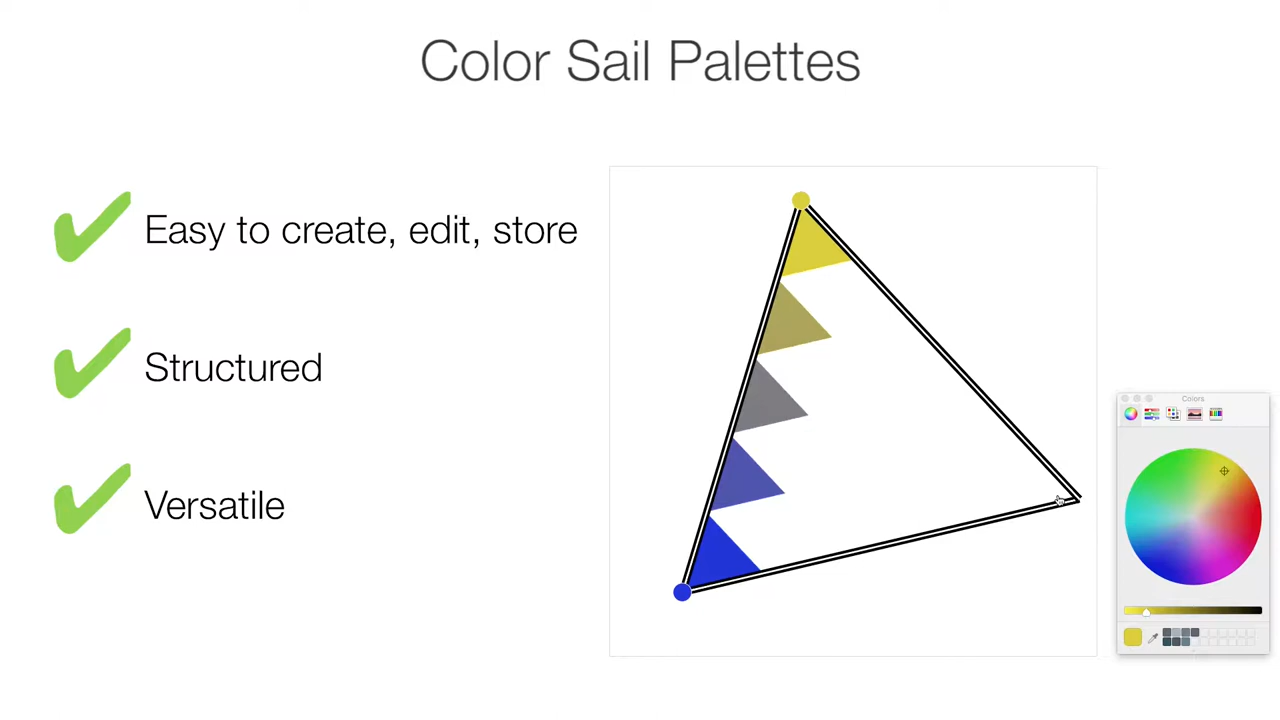 Color Sail Palettes
Easy to create, edit, store
Structured
Versatile
Colors